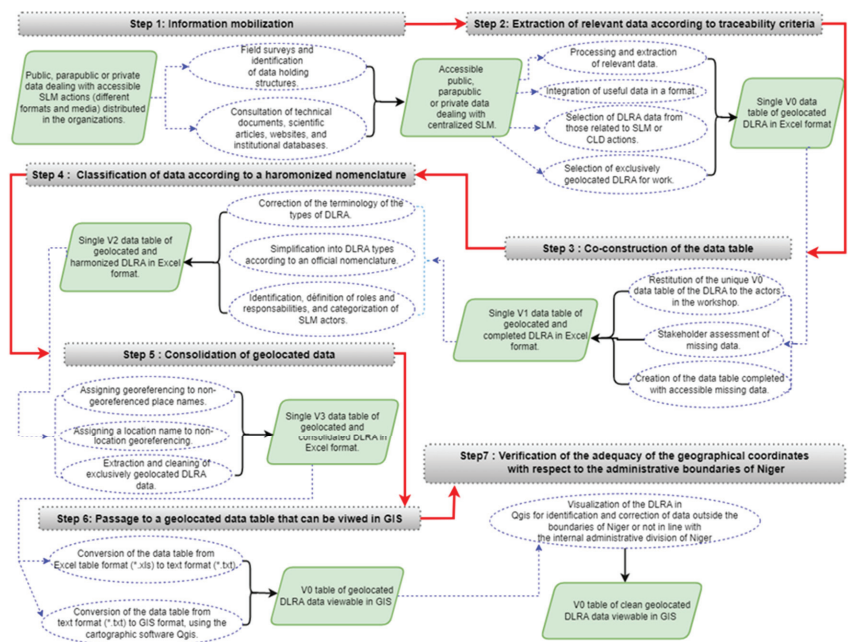 Step 1: Information mobilization
Step 2: Extraction of relevant data according to traceability criteria
Public, parapublic or private
data dealing with accessible
SLM actions (different
formats and media) distributed
in the organizations.
Field surveys and
identification
of data holding
structures.
Consultation of technical
documents, scientific
articles, websites, and
institutional databases.
Accessible
public,
parapublic
or private data
dealing with
centralized SLM.
Processing and extraction
of relevant data.
Integration of useful data in a format.
Selection of DLRA data from
those related to SLM or
CLD actions.
Selection of exclusively
geolocated DLRA for work.
Single V0 data
table of geolocated
DLRA in Excel format
Step 4 : Classification of data according to a haromonized nomenclature
Correction of the terminology of
the types of DLRA.
Simplification into DLRA types
according to an official nomenclature.
Identification, définition of roles and
responsabilities, and categorization of
SLM actors.
Single V2 data table of
geolocated and
harmonized DLRA in Excel
format.
Step 3 : Co-construction of the data table
Restitution of the unique V0
data table of the DLRA to the actors
in the workshop.
Stakeholder assessment of
missing data.
Creation of the data table completed
with accessible missing data.
Single V1 data table of
geolocated and
completed DLRA in Excel
format.
Step 5 : Consolidation of geolocated data
Assigning georeferencing to non-
georeferenced place names.
Assigning a location name to non-
location georeferencing.
Extraction and cleaning of
exclusively geolocated DLRA
data.
Single V3 data table of
geolocated and
consolidated DLRA in Excel
format.
Step7 : Verification of the adequacy of the geographical coordinates
with respect to the administrative boundaries of Niger
Step 6: Passage to a geolocated data table that can be viwed in GIS
Conversion of the data table from
Excel table format (*.xls) to text format (*.txt).
Conversion of the data table from
text format (*.txt) to GIS format, using the
cartographic software Qgis.
V0 table of geolocated
DLRA data viewable in GIS
Visualization of the DLRA in
Qgis for identification and correction of data outside
the boundaries of Niger or not in line with
the internal administrative division of Niger
V0 table of clean geolocated
DLRA data viewable in GIS